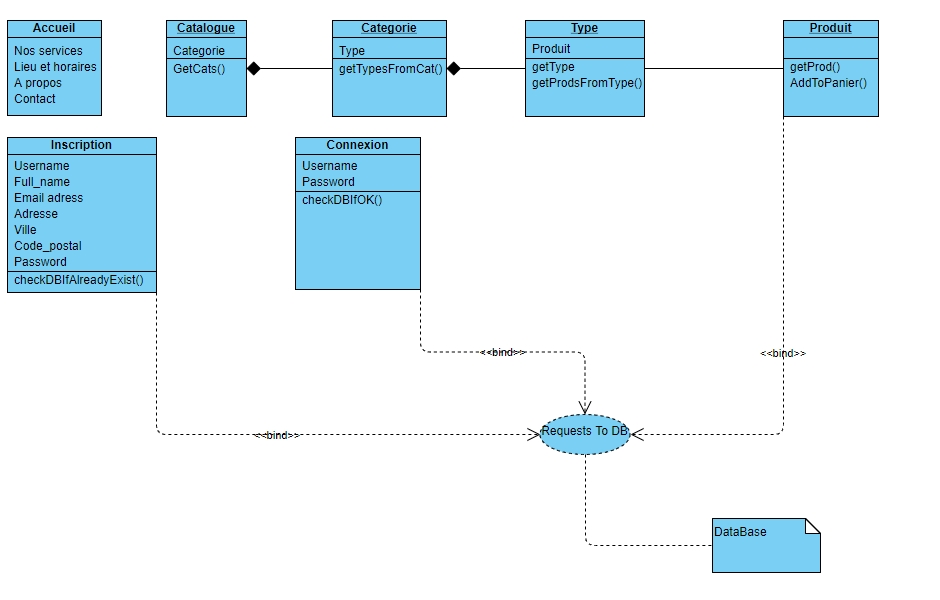 Accueil
Nos services
Lieu et horaires
A propos
Contact
Catalogue
Categorie
GetCats()
Categorie
Type
getTypesFromCat()
Type
Produit
getType
getProdsFromType()
Produit
getProd()
AddToPanier()
Inscription
Username
Full_name
Email adress
Adresse
Ville
Code_postal
Password
checkDBIfAlreadyExist()
Connexion
Username
Password
checkDBIfOK()
<<bind>>
<<bind>>
<<bind>>
Requests To DB
DataBase